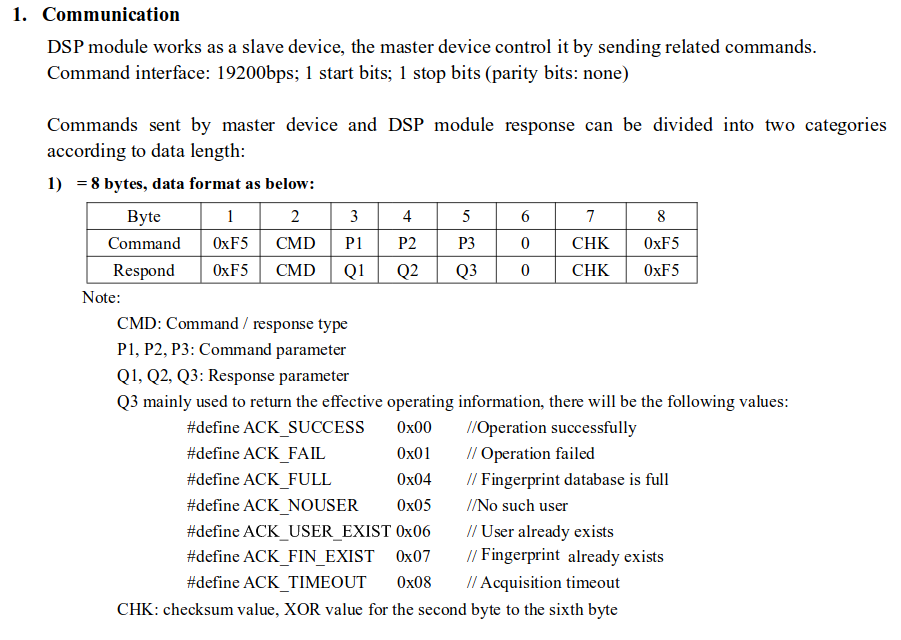 1. Communication
DSP module works as a slave device, the master device control it by sending related commands.
Command interface: 19200bps; 1 start bits; 1 stop bits (parity bits: none)
Commands sent by master device and DSP module response can be divided into two categories
according to data length:
1) = 8 bytes, data format as below:
Byte 1 2 3 4 5 6 7 8
Command 0xF5 CMD P1 P2 P3 0 CHK 0xF5
Respond 0xF5 CMD Q1 Q2 Q3 0 CHK 0xF5
Note:
CMD: Command / response type
P1, P2, P3: Command parameter
Q1, Q2, Q3: Response parameter
Q3 mainly used to return the effective operating information, there will be the following values:
#define ACK_SUCCESS 0x00 //Operation successfully
#define ACK_FAIL 0x01 // Operation failed
#define ACK_FULL 0x04 // Fingerprint database is full
#define ACK_NOUSER 0x05 //No such user
#define ACK_USER_EXIST 0x06 // User already exists
#define ACK_FIN_EXIST 0x07 // Fingerprint already exists
#define ACK_TIMEOUT 0x08 // Acquisition timeout
CHK: checksum value, XOR value for the second byte to the sixth byte